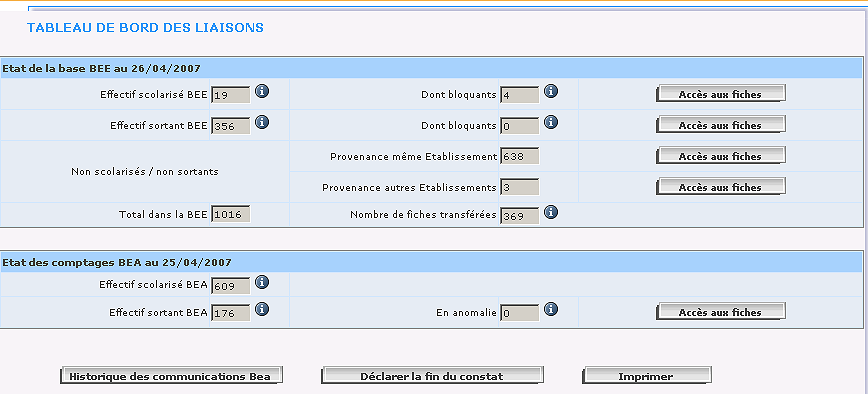 TABLEAU DE BORD DES LIAISONS
Etat de la base BEE au 26/04/2007
Effectif scolarisé BEE 19 i Dont bloquants 4 i Accès aux fiches
Effectif sortant BEE 356 i Dont bloquants 0 i Accès aux fiches
Provenance même Etablissement 638 Accès aux fiches
Non scolarisés / non sortants
Provenance autres Etablissements 3 Accès aux fiches
Total dans la BEE 1016 Nombre de fiches transférées 369 i
Etat des comptages BEA au 25/04/2007
Effectif scolarisé BEA 609 i
Effectif sortant BEA 176 i En anomalie 0 i Accès aux fiches
Historique des communications Bea Déclarer la fin du constat Imprimer